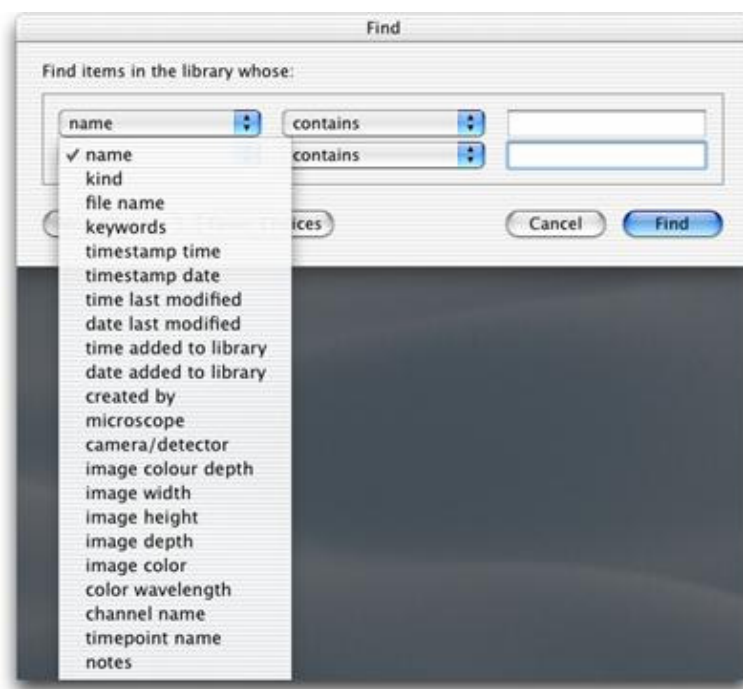 Find
Find items in the library whose:
name contains
✓ name contains
kind
file name
keywords ices
timestamp time Cancel Find
timestamp date
time last modified
date last modified
time added to library
date added to library
created by
microscope
camera/detector
image colour depth
image width
image height
image depth
image color
color wavelength
channel name
timepoint name
notes